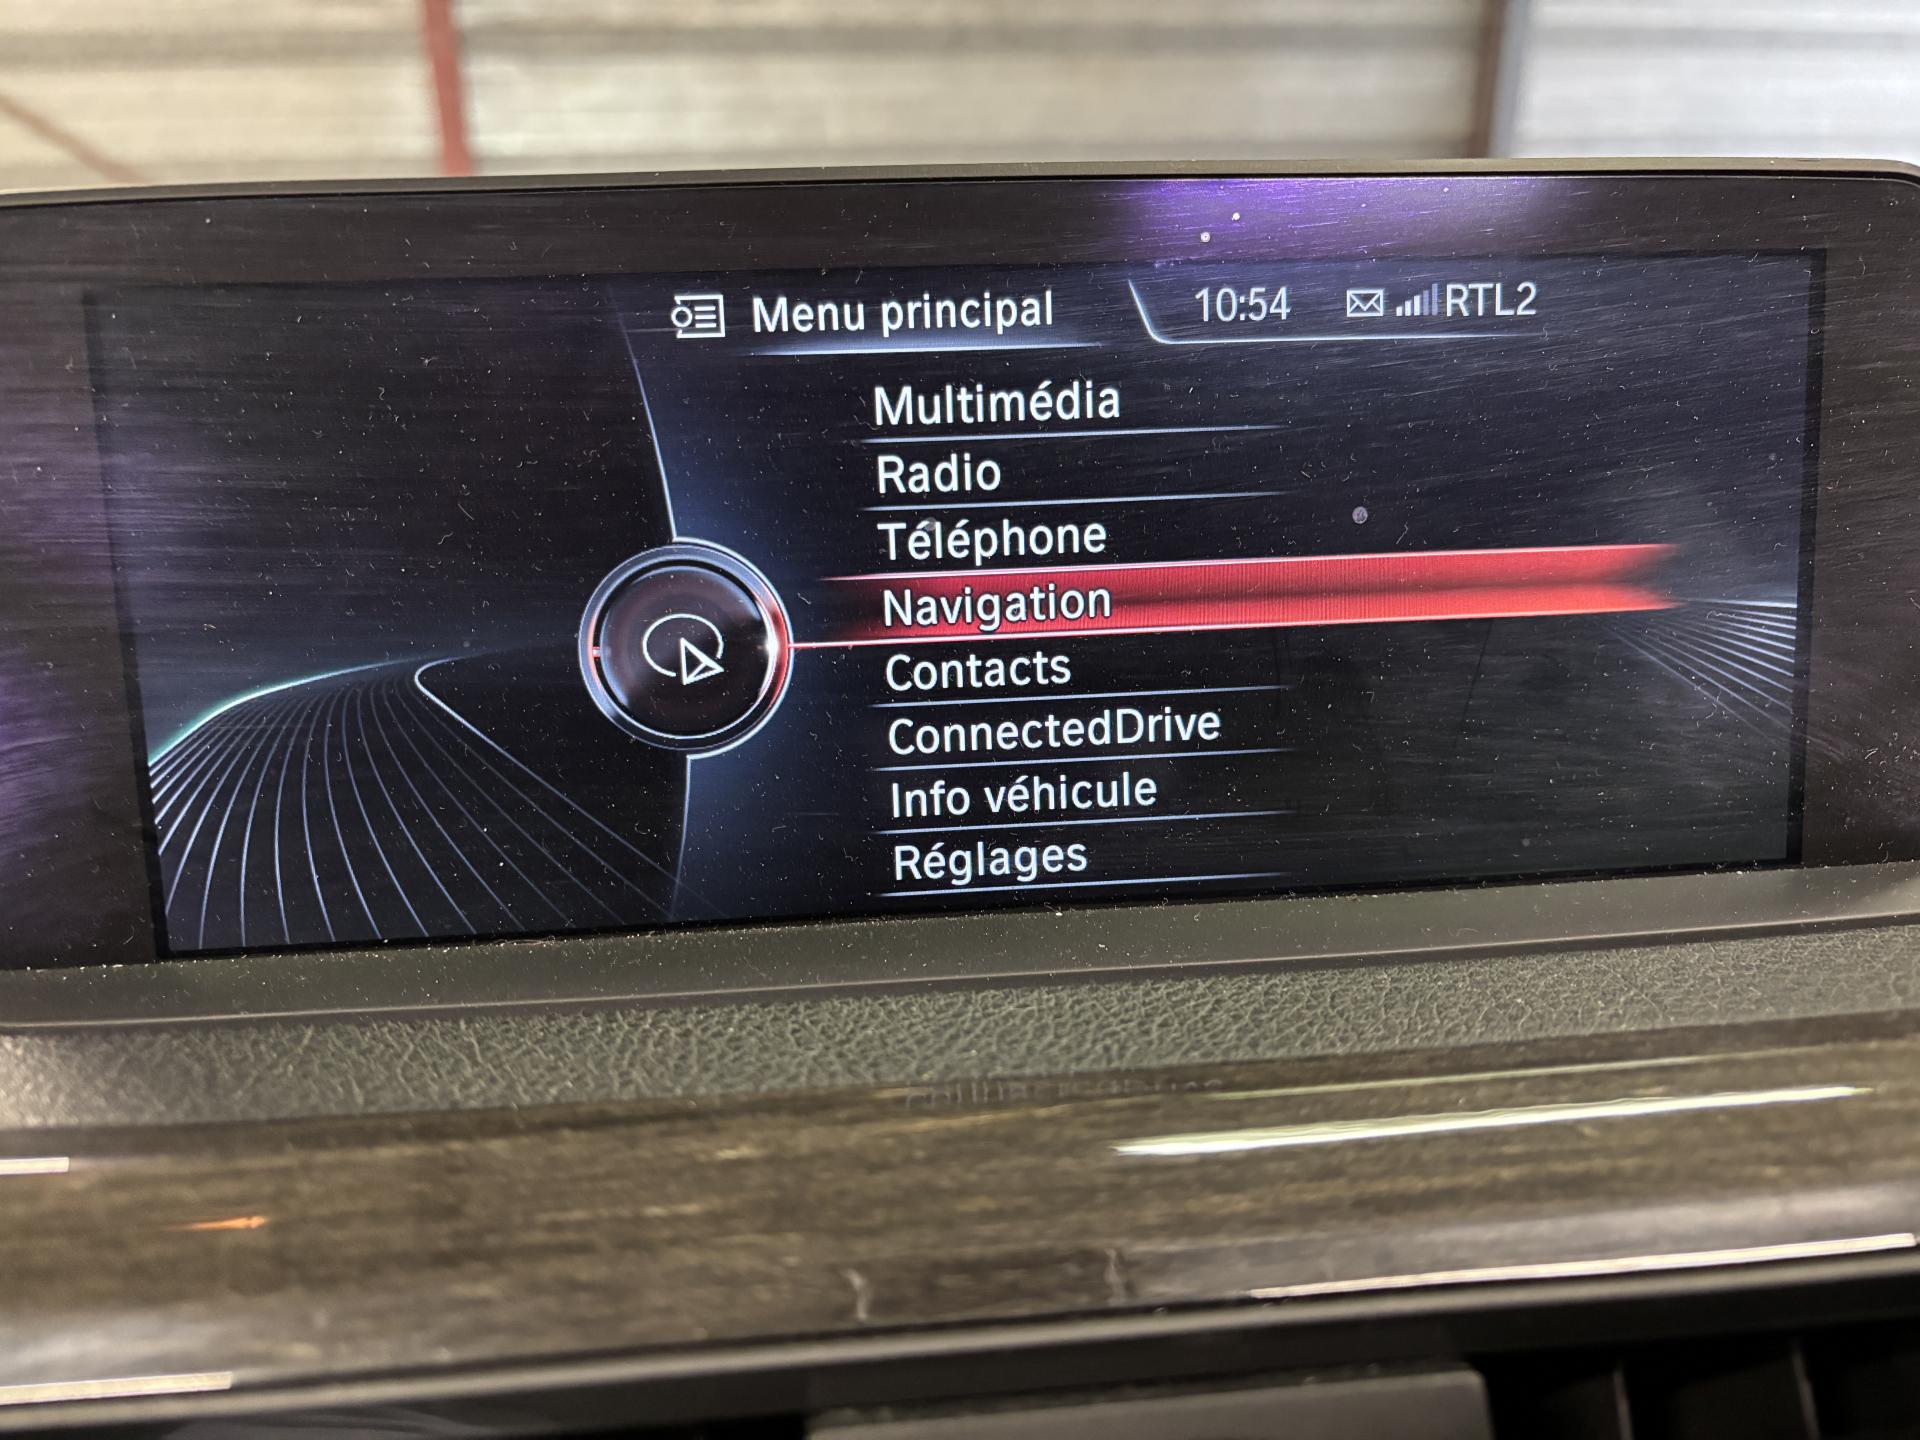 Menu principal
10:54
RTL2
Multimédia
Radio
Téléphone
Navigation
Contacts
ConnectedDrive
Info véhicule
Réglages